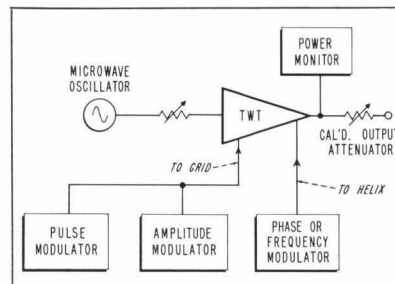 POWER
MONITOR
MICROWAVE
OSCILLATOR
TWT
CAL'D. OUTPUT
ATTENUATOR
TO GRID
TO HELIX
PULSE
MODULATOR
AMPLITUDE
MODULATOR
PHASE OR
FREQUENCY
MODULATOR